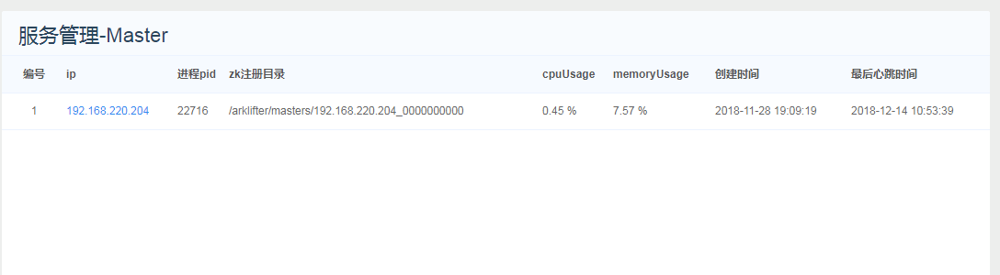 服务管理-Master
编号 ip 进程pid zk注册目录 cpuUsage memoryUsage 创建时间 最后心跳时间
1 192.168.220.204 22716 /arklifter/masters/192.168.220.204_0000000000 0.45 % 7.57 % 2018-11-28 19:09:19 2018-12-14 10:53:39